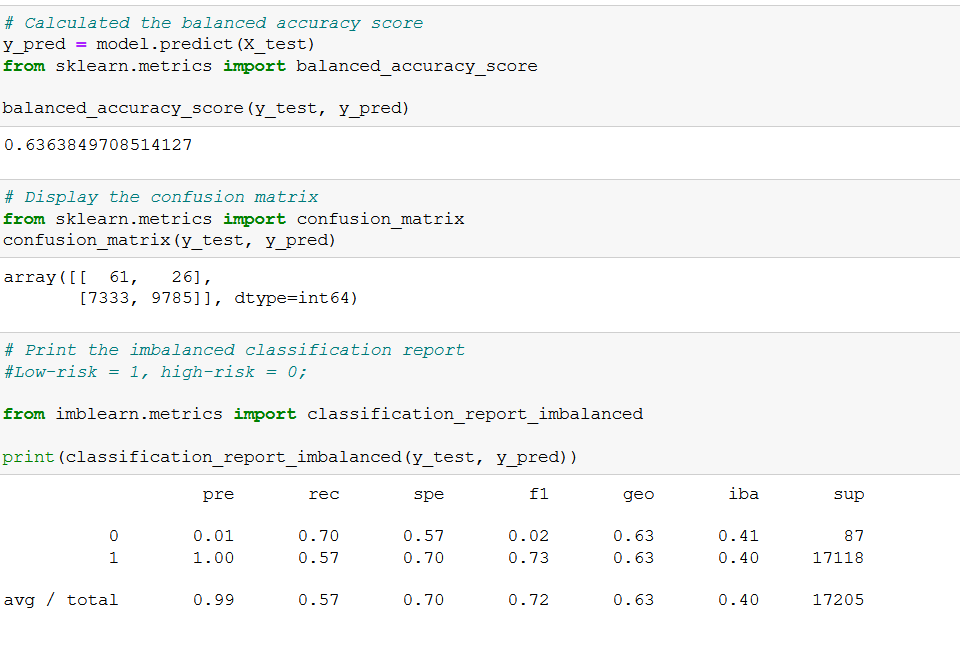 # Calculated the balanced accuracy score
y_pred = model.predict(X_test)
from sklearn.metrics import balanced_accuracy_score
balanced_accuracy_score(y_test, y_pred)
0.6363849708514127
# Display the confusion matrix
from sklearn.metrics import confusion_matrix
confusion_matrix(y_test, y_pred)
array([[  61,   26],
       [7333, 9785]], dtype=int64)
# Print the imbalanced classification report
#Low-risk = 1, high-risk = 0;
from imblearn.metrics import classification_report_imbalanced
print(classification_report_imbalanced(y_test, y_pred))
                   pre       rec       spe        f1       geo       iba       sup
          0       0.01      0.70      0.57      0.02      0.63      0.41        87
          1       1.00      0.57      0.70      0.73      0.63      0.40     17118
avg / total       0.99      0.57      0.70      0.72      0.63      0.40     17205